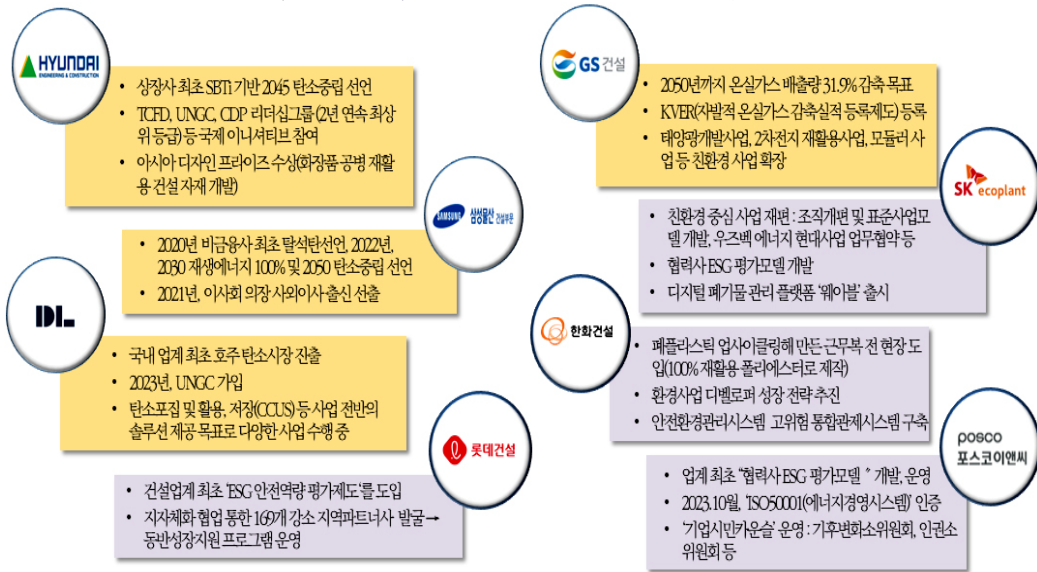 HYUNDAI
ENGINEERING & CONSTRUCTION
• 상장사 최초 SBTi 기반 2045 탄소중립 선언
• TCFD, UNGC, CDP 리더십그룹(2년 연속 최상
위 등급) 등 국제 이니셔티브 참여
• 아시아 디자인 프라이즈 수상(화장품 공병 재활
용 건설 자재 개발)
SAMSUNG 삼성물산 건설부문
• 2020년 비금융사 최초 탈석탄선언, 2022년,
2030 재생에너지 100% 및 2050 탄소중립 선언
• 2021년, 이사회 의장 사외이사 출신 선출
DL
• 국내 업계 최초 호주 탄소시장 진출
• 2023년, UNGC 가입
• 탄소포집 및 활용, 저장(CCUS) 등 사업 전반의
솔루션 제공 목표로 다양한 사업 수행 중
롯데건설
• 건설업계 최초 'ESG 안전역량 평가제도'를 도입
• 지자체화 협업 통한 169개 강소 지역파트너사 발굴→
동반성장지원 프로그램 운영
GS 건설
• 2050년까지 온실가스 배출량 31.9% 감축 목표
• KVER(자발적 온실가스 감축실적 등록제도) 등록
• 태양광개발사업, 2차전지 재활용사업, 모듈러 사
업 등 친환경 사업 확장
SK ecoplant
• 친환경 중심 사업 재편 : 조직개편 및 표준사업모
델 개발, 우즈벡 에너지 현대사업 업무협약 등
• 협력사 ESG 평가모델 개발
• 디지털 폐기물 관리 플랫폼 '웨이블' 출시
한화건설
• 폐플라스틱 업사이클링해 만든 근무복 전 현장 도
입(100% 재활용 폴리에스터로 제작)
• 환경사업 디벨로퍼 성장 전략 추진
• 안전환경관리시스템 고위험 통합관제시스템 구축
posco
포스코이앤씨
• 업계 최초 "협력사 ESG 평가모델" 개발, 운영
• 2023.10월, 'ISO50001(에너지경영시스템)' 인증
• '기업시민카운슬' 운영 : 기후변화소위원회, 인권소
위원회 등